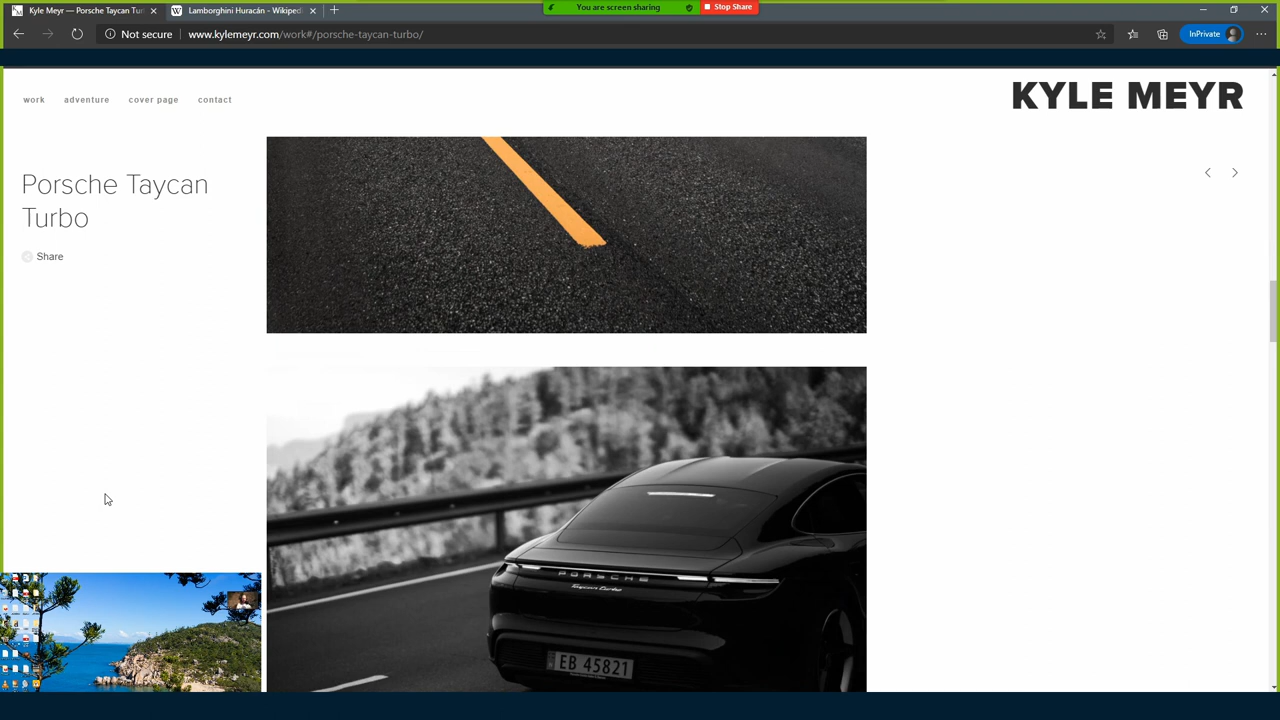 Kyle Meyr — Porsche Taycan Tur
Lamborghini Huracán - Wikiped
You are screen sharing
Stop Share
Not secure
www.kylemeyr.com/work#/porsche-taycan-turbo/
InPrivate
work
adventure
cover page
contact
KYLE MEYR
Porsche Taycan
Turbo
Share
PORSCHE
Taycan Turbo
EB 45821